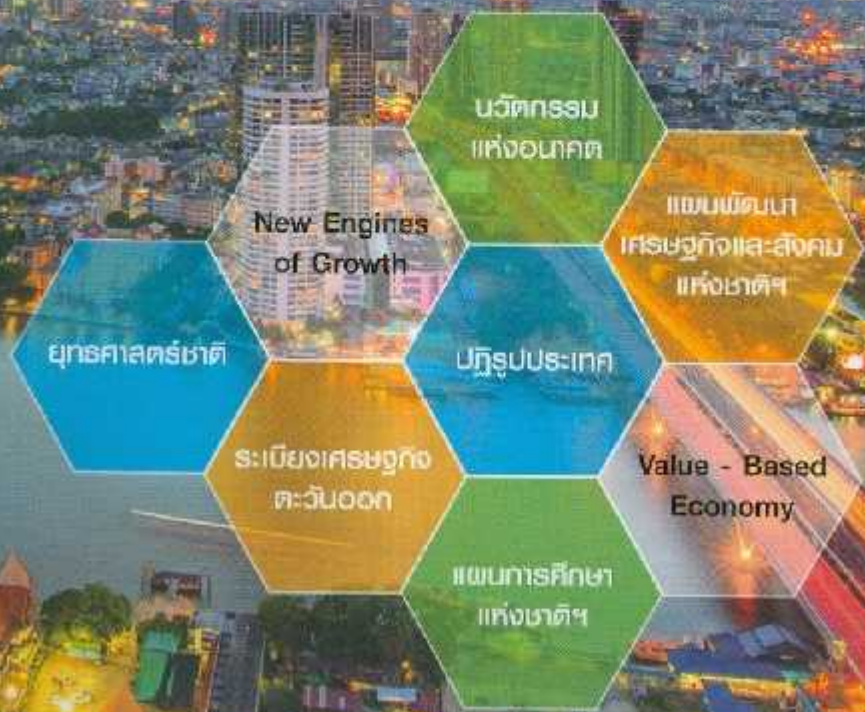 นวัตกรรม
แห่งอนาคต
New Engines
of Growth
แผนพัฒนา
เศรษฐกิจและสังคม
แห่งชาติฯ
ยุทธศาสตร์ชาติ
ปฏิรูปประเทศ
ระเบียงเศรษฐกิจ
ตะวันออก
Value - Based
Economy
แผนการศึกษา
แห่งชาติฯ